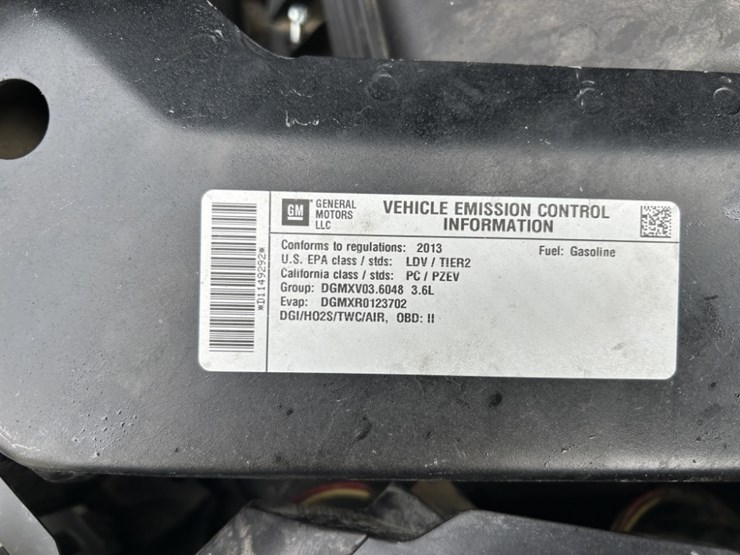 GM GENERAL MOTORS LLC
VEHICLE EMISSION CONTROL INFORMATION
Conforms to regulations: 2013
Fuel: Gasoline
U.S. EPA class / stds: LDV / TIER2
California class / stds: PC / PZEV
Group: DGMXV03.6048 3.6L
Evap: DGMXR0123702
DGI/HO2S/TWC/AIR, OBD: II
*D1149292*